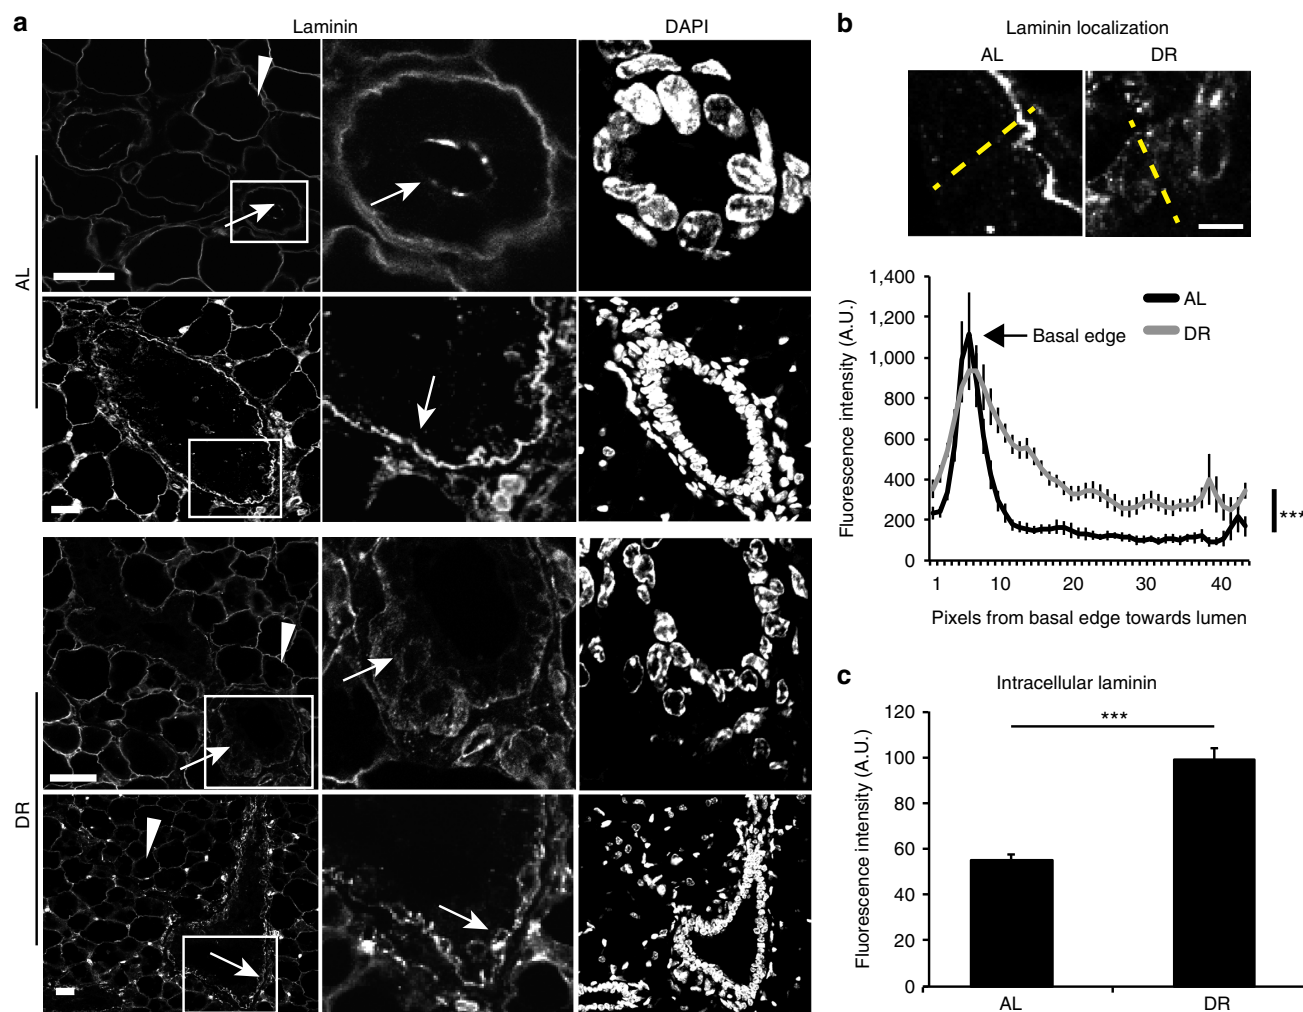 a
Laminin
DAPI
AL
DR
b
Laminin localization
AL
DR
Fluorescence intensity (A.U.)
1,400
1,200
1,000
800
600
400
200
0
AL
DR
Basal edge
***
1
10
20
30
40
Pixels from basal edge towards lumen
c
Intracellular laminin
Fluorescence intensity (A.U.)
120
100
80
60
40
20
0
***
AL
DR